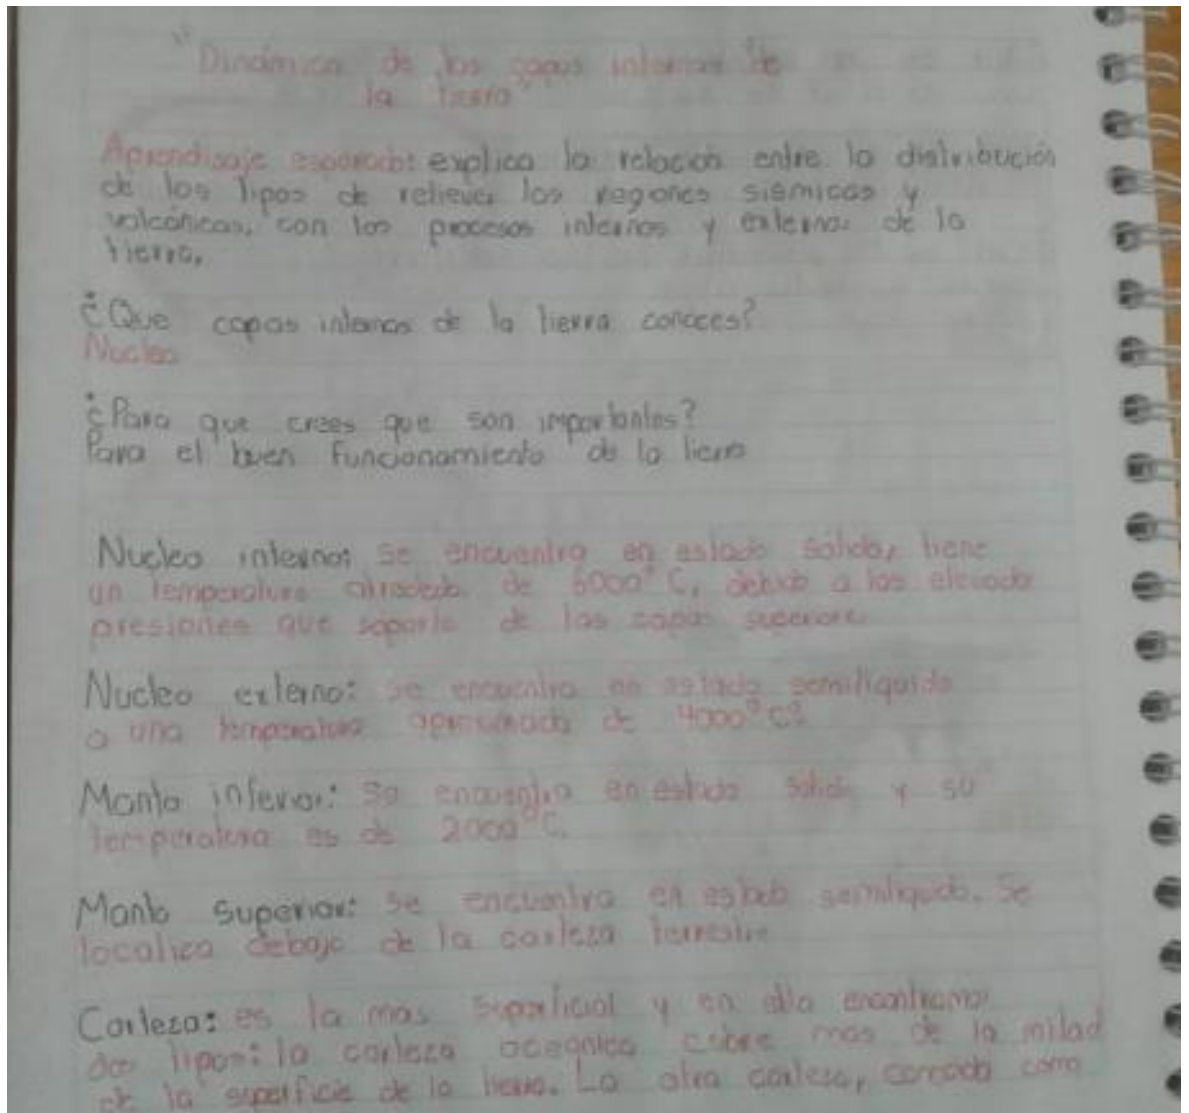 "Dinámica de las capas internas de
la tierra"
Aprendisaje esperado: explica la relación entre la distribución
de los tipos de relieve, los regiones sismicas y
volcánicas, con los procesos internos y externos de la
tierra,
¿Que capas internas de la tierra conoces?
Nucleo
¿Para que crees que son importantes?
Para el buen Funcionamiento de la tierra
Nucleo interno: se encuentra en estado sólido, tiene
un temperatura alrededo. de 6000°C, debido a las elevada
presiones que soporta de las capas superiore
Nucleo externo: se encuentra en estado semiliquido
a una temperatura aproximada de 4000°C
Manto inferior: se encuentra en estado solido y su
temperatura es de 2000°C.
Manto superior: se encuentra en estado semiliquido. Se
localiza debajo de la corteza terrestre
Corteza: es la mas superficial y en ella encontramos
dos tipos: la corteza oceanica cubre mas de la mitad
de la superficie de la tierra. La otra corteza, conocida como